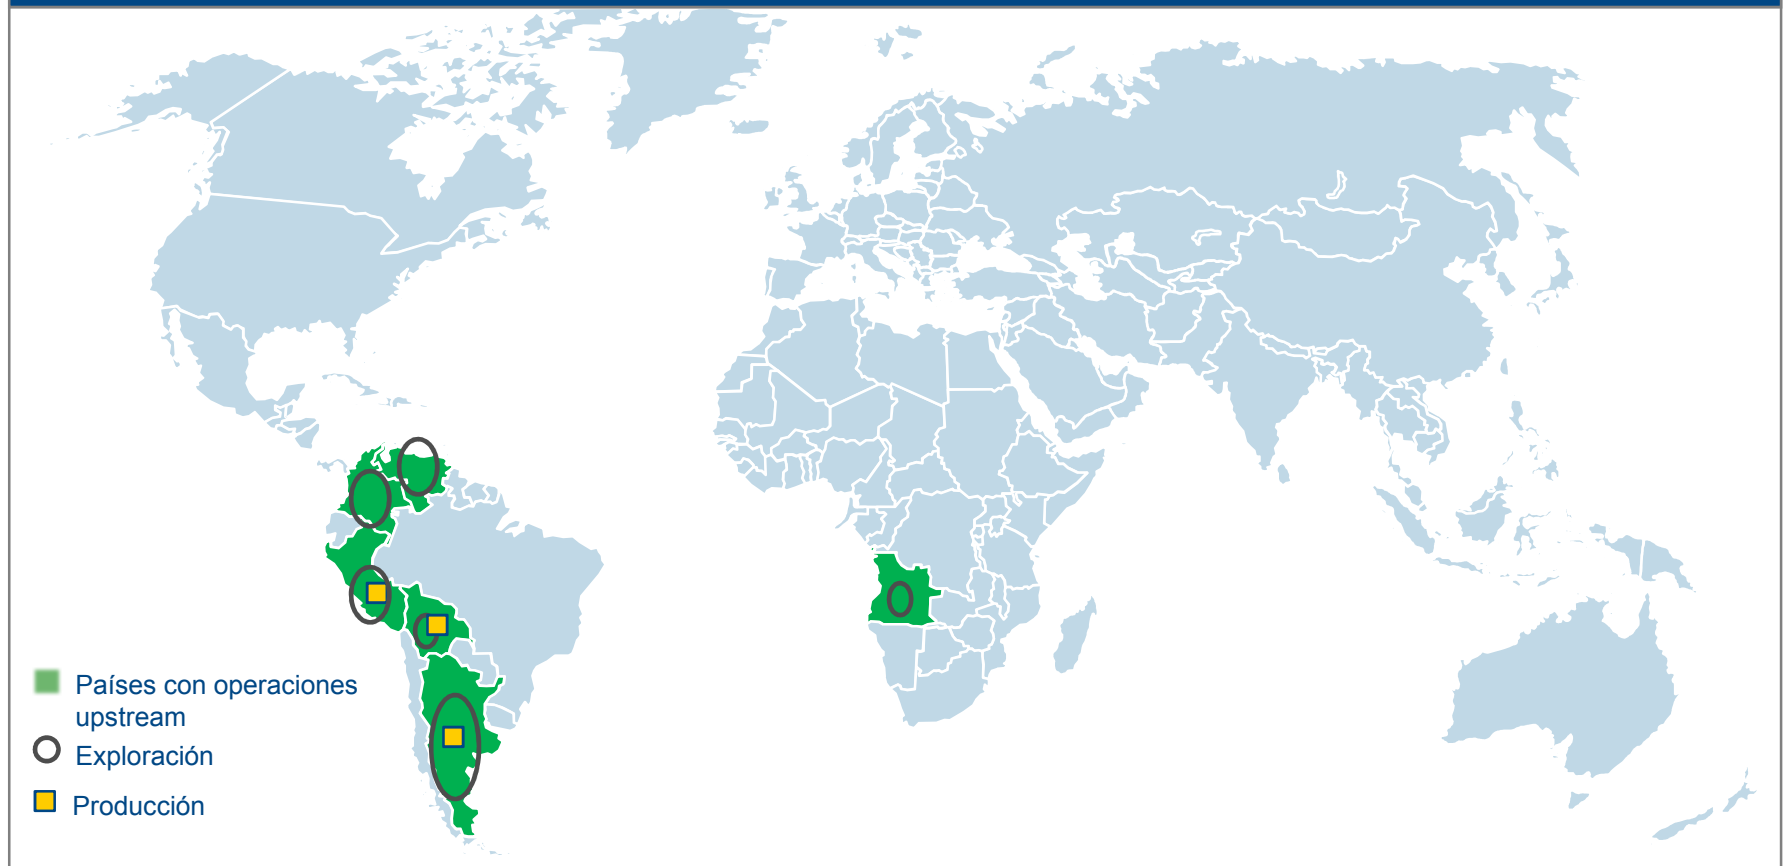 Países con operaciones
upstream
Exploración
Producción